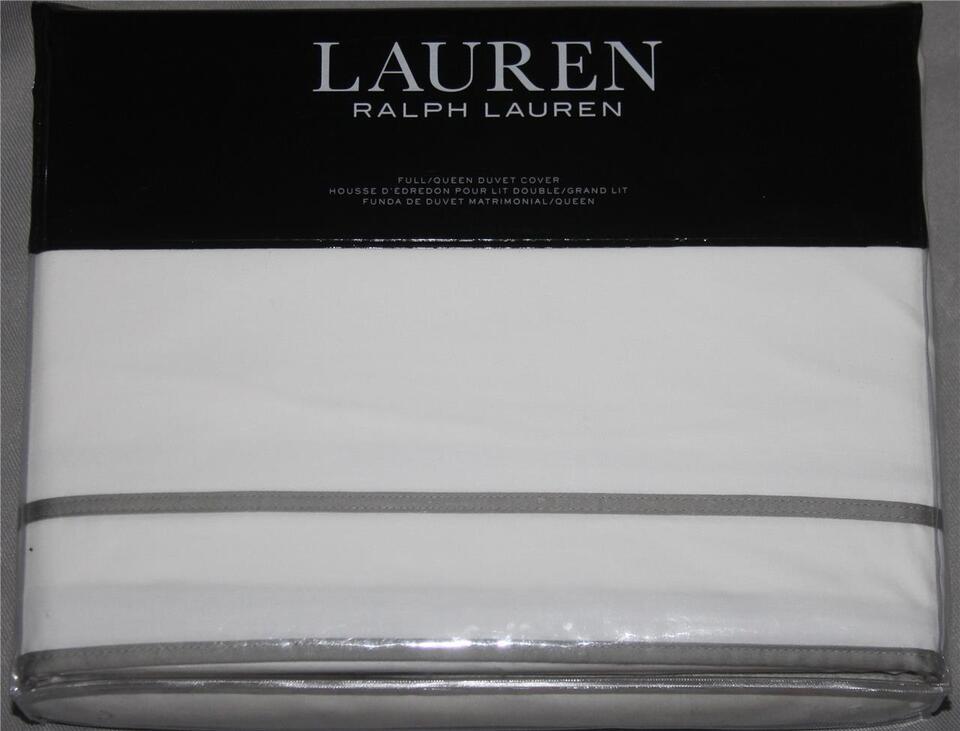 LAUREN
RALPH LAUREN
FULL/QUEEN DUVET COVER
HOUSSE D'EDREDON POUR LIT DOUBLE/GRAND LIT
FUNDA DE DUVET MATRIMONIAL/QUEEN